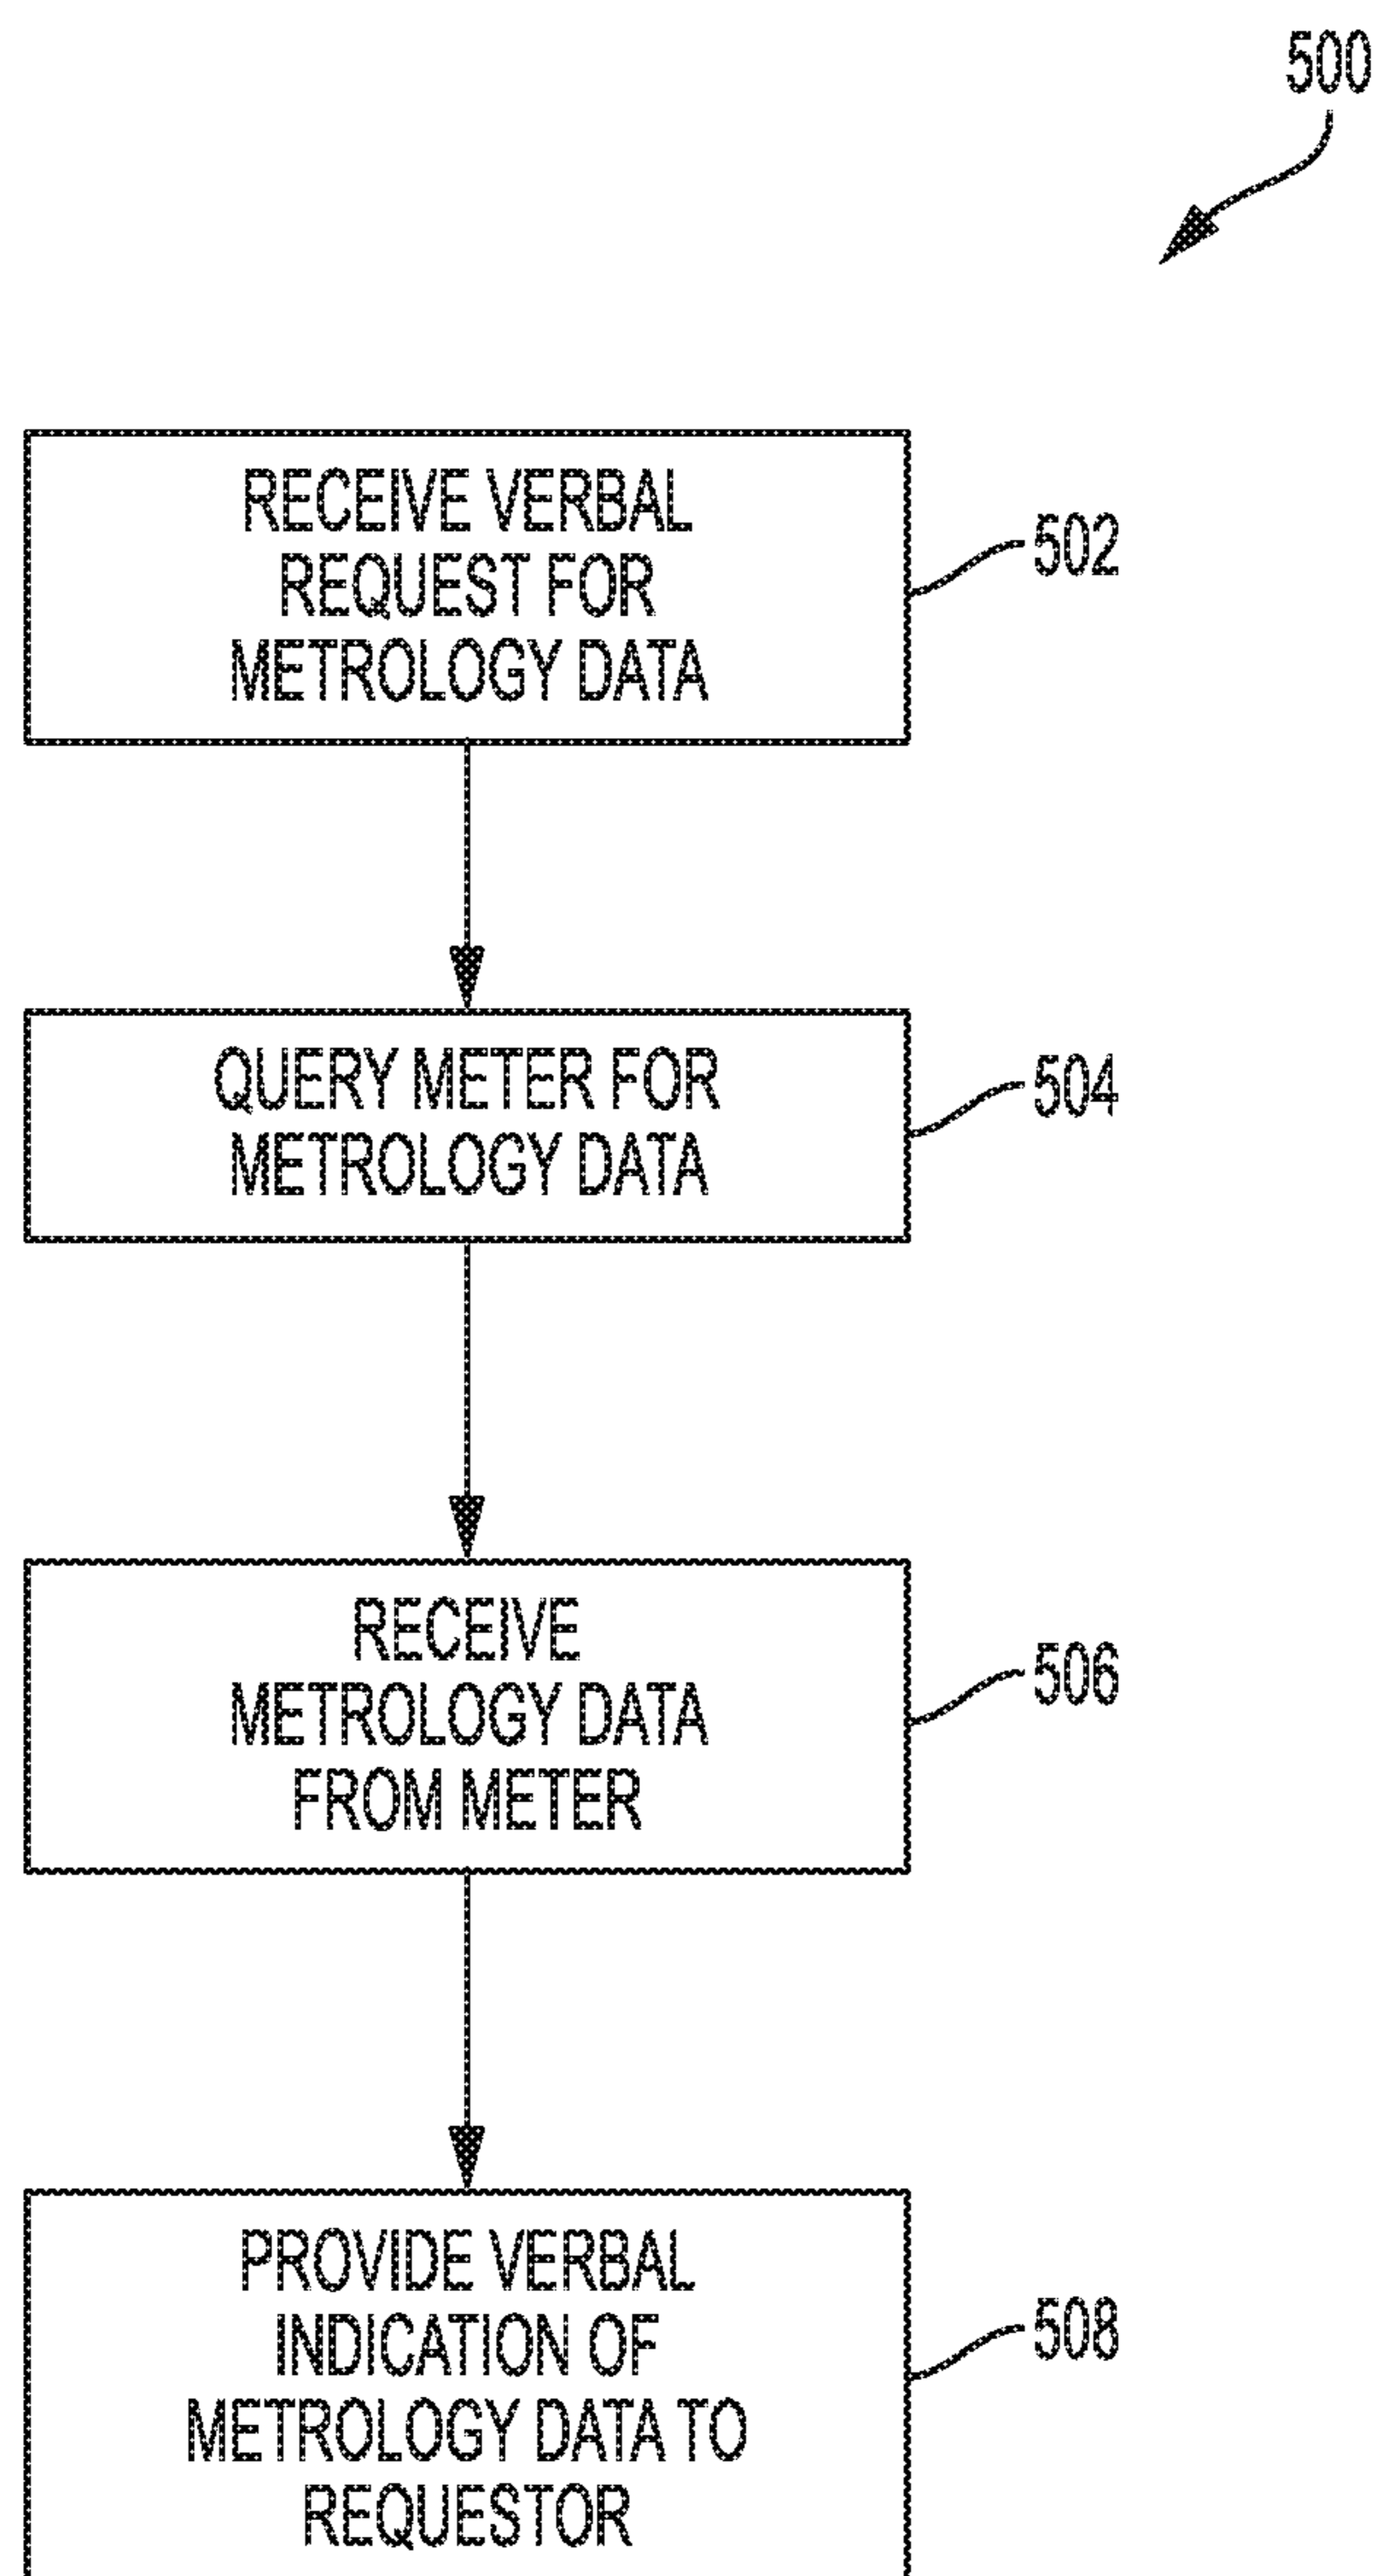 500
RECEIVE VERBAL
REQUEST FOR
METROLOGY DATA
502
QUERY METER FOR
METROLOGY DATA
504
RECEIVE
METROLOGY DATA
FROM METER
506
PROVIDE VERBAL
INDICATION OF
METROLOGY DATA TO
REQUESTOR
508